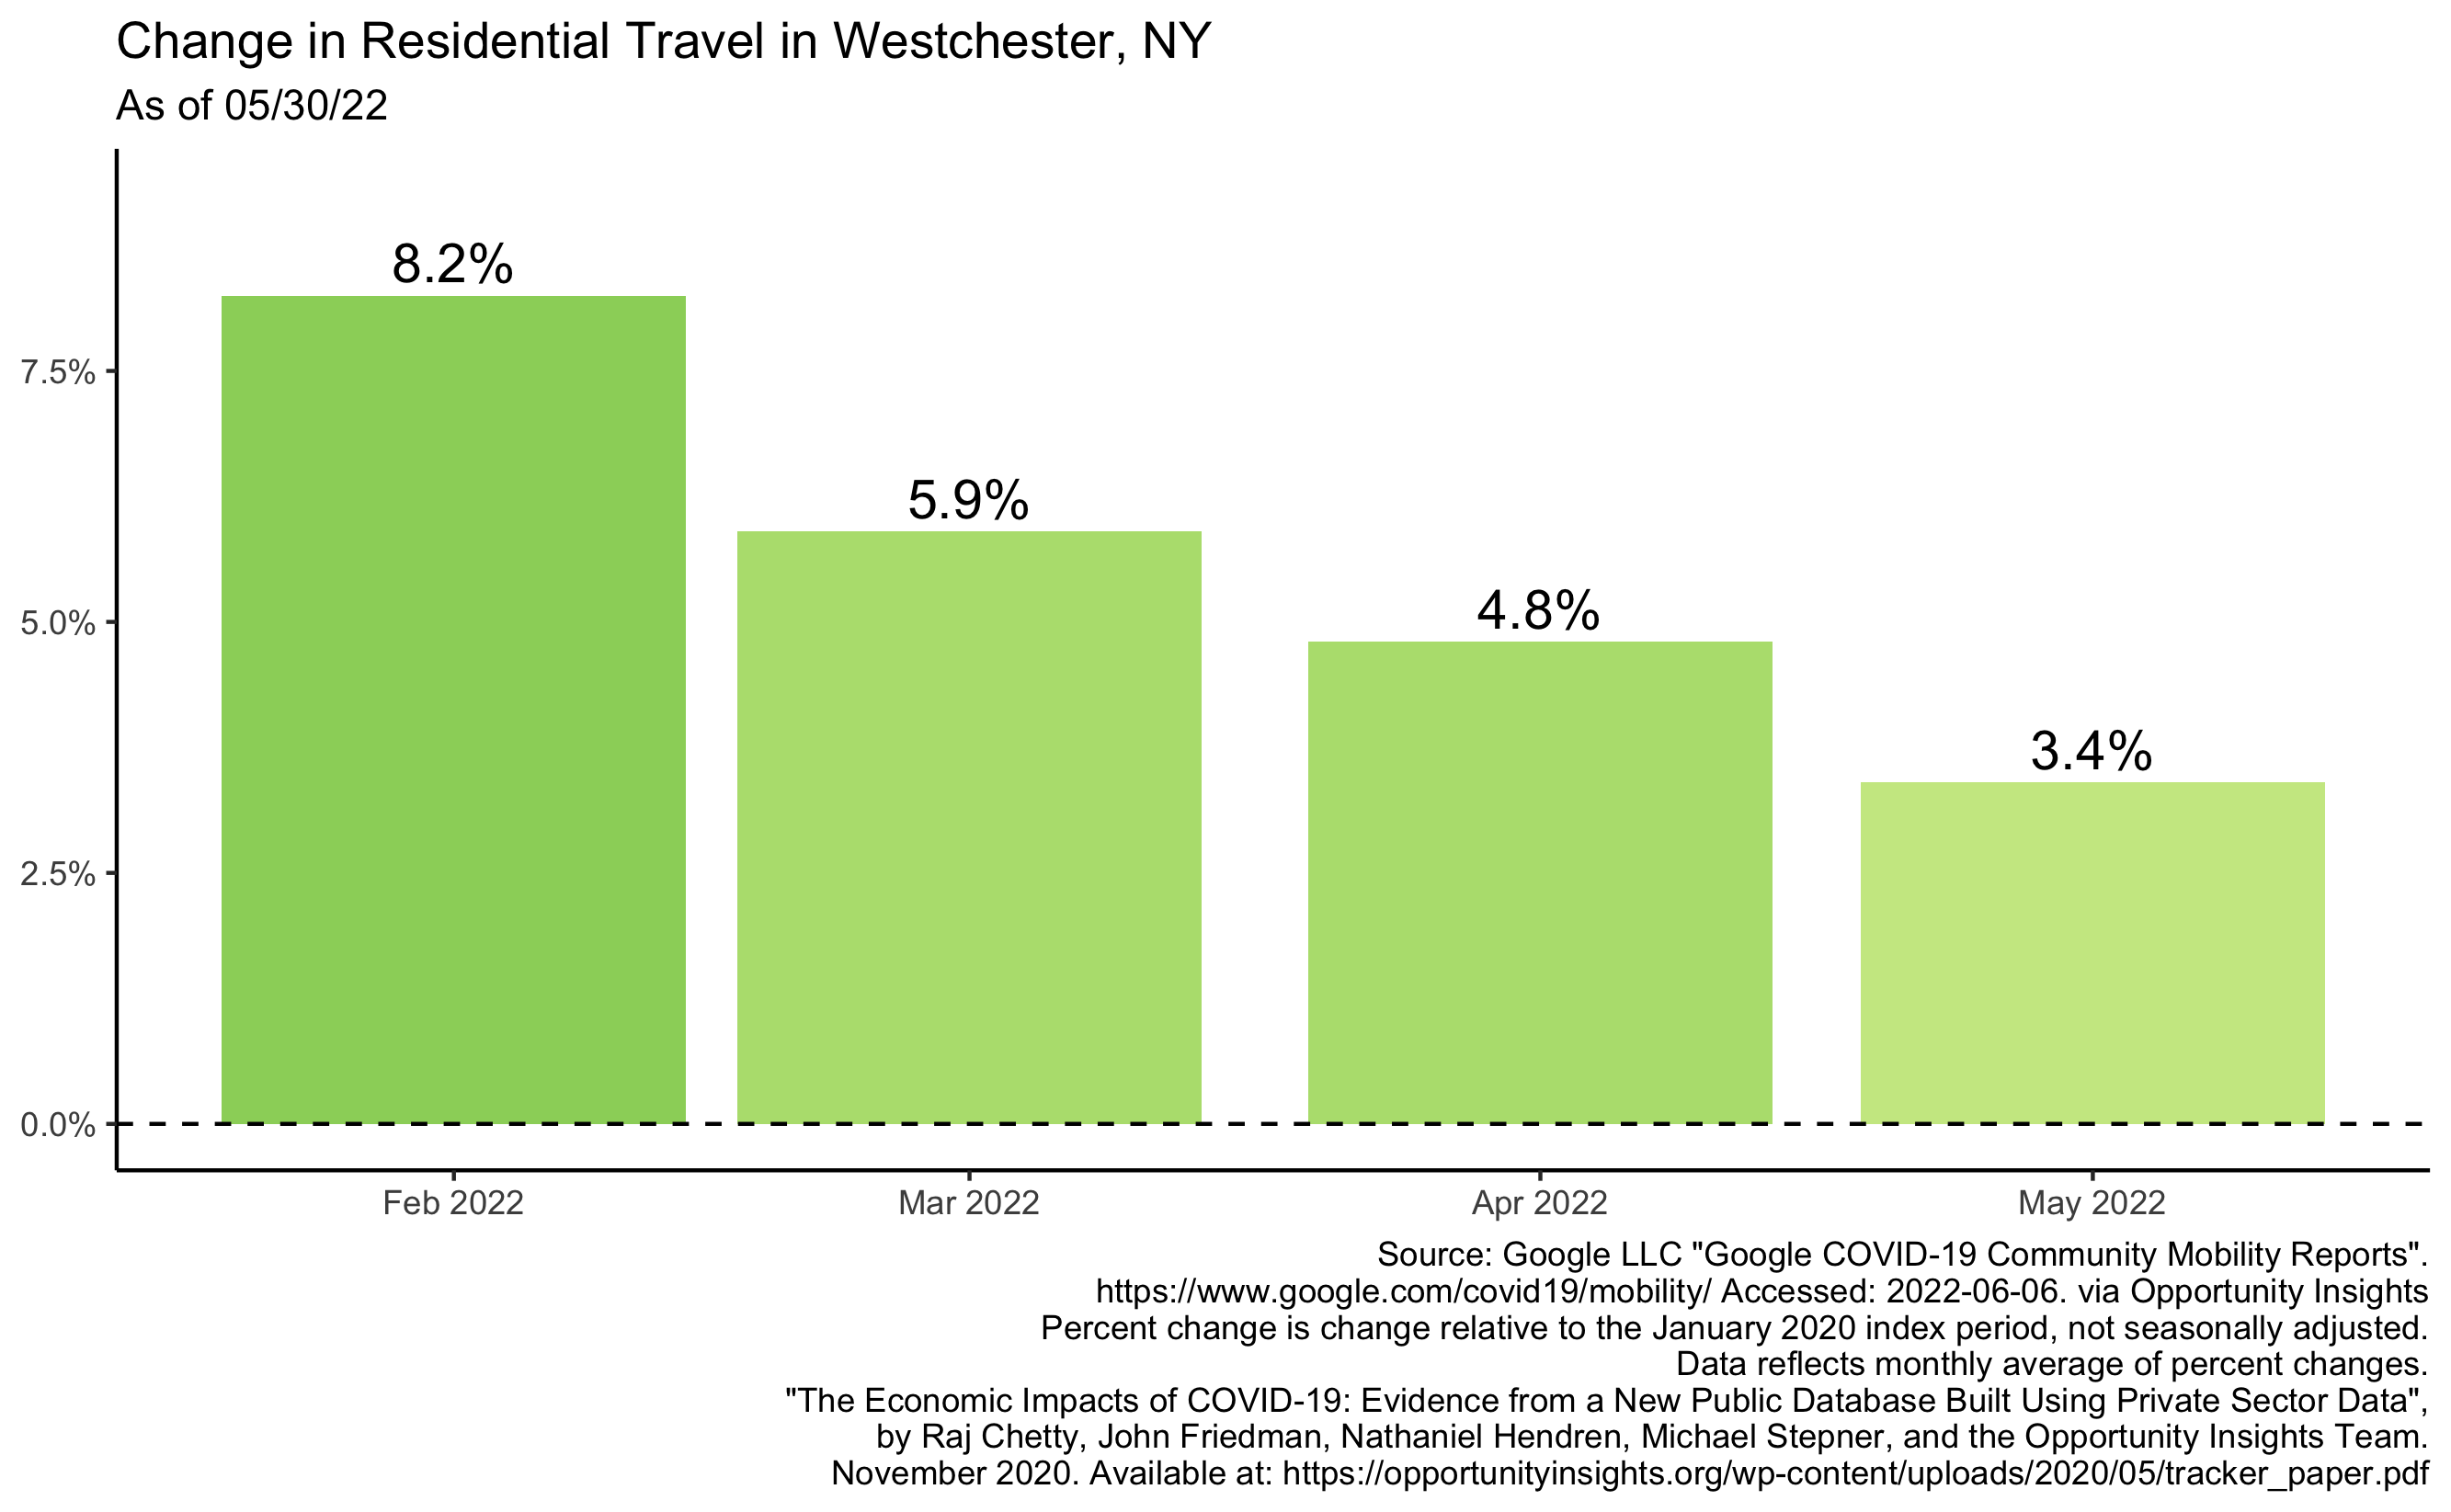 Change in Residential Travel in Westchester, NY
As of 05/30/22
8.2%
5.9%
4.8%
3.4%
7.5%
5.0%
2.5%
0.0%
Feb 2022
Mar 2022
Apr 2022
May 2022
Source: Google LLC "Google COVID-19 Community Mobility Reports".
https://www.google.com/covid19/mobility/ Accessed: 2022-06-06. via Opportunity Insights
Percent change is change relative to the January 2020 index period, not seasonally adjusted.
Data reflects monthly average of percent changes.
"The Economic Impacts of COVID-19: Evidence from a New Public Database Built Using Private Sector Data",
by Raj Chetty, John Friedman, Nathaniel Hendren, Michael Stepner, and the Opportunity Insights Team.
November 2020. Available at: https://opportunityinsights.org/wp-content/uploads/2020/05/tracker_paper.pdf